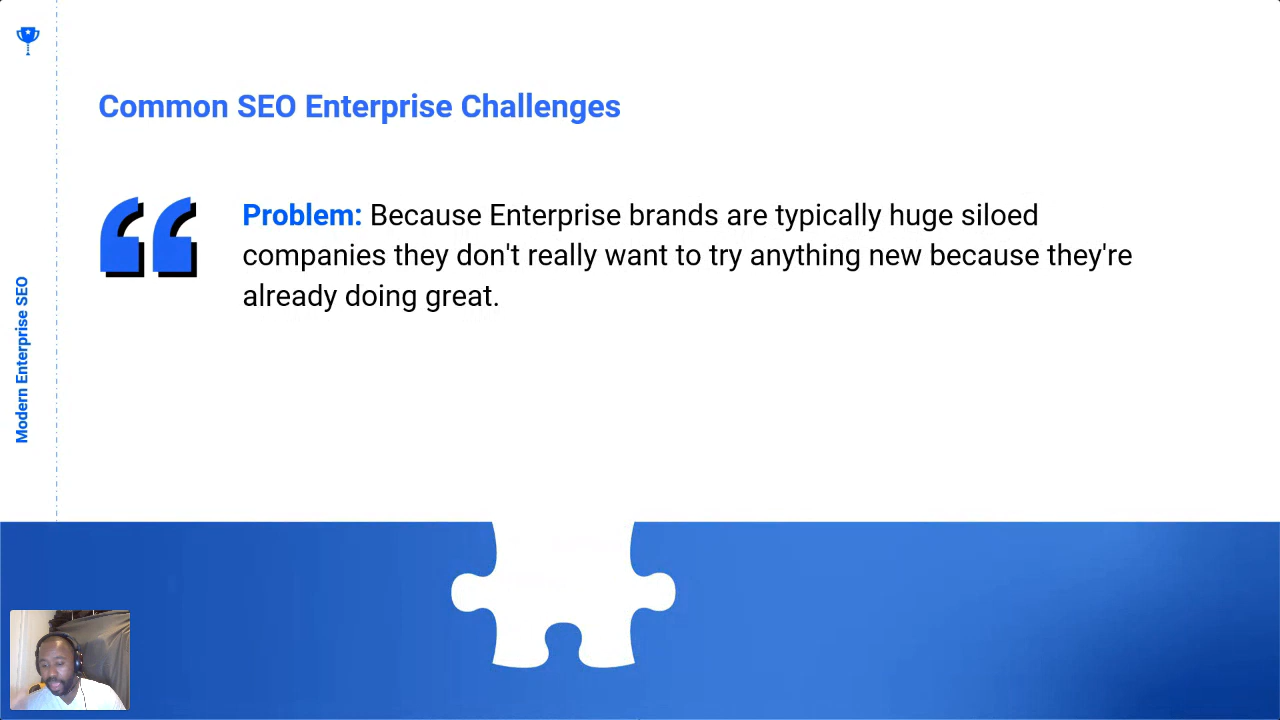 Common SEO Enterprise Challenges
Problem: Because Enterprise brands are typically huge siloed
companies they don't really want to try anything new because they're
already doing great.
Modern Enterprise SEO